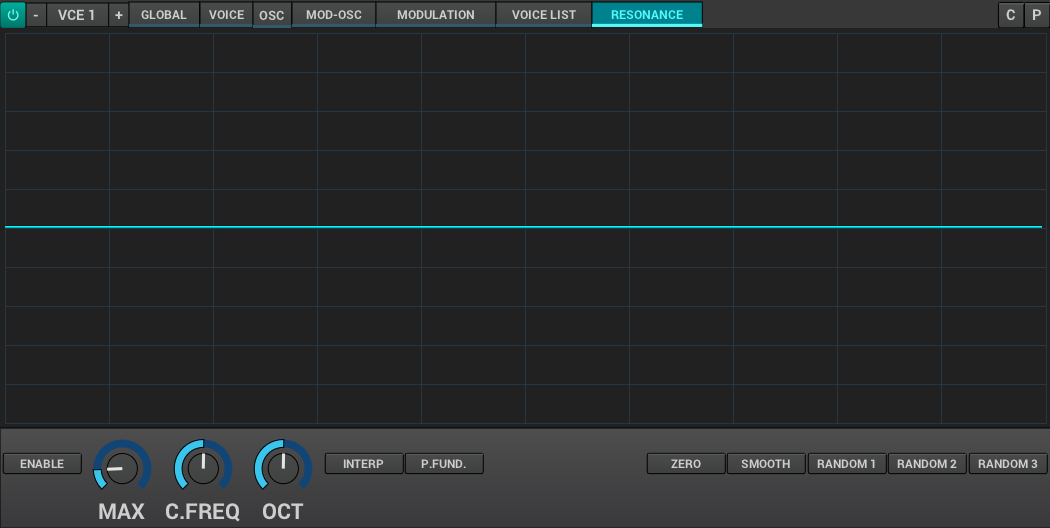 - VCE 1 + GLOBAL VOICE OSC MOD-OSC MODULATION VOICE LIST RESONANCE C P
ENABLE INTERP P.FUND. ZERO SMOOTH RANDOM 1 RANDOM 2 RANDOM 3
MAX C.FREQ OCT